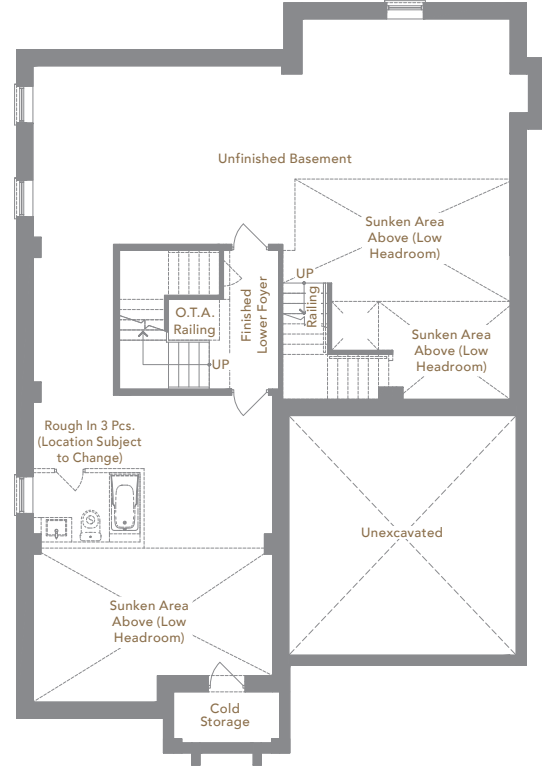 Unfinished Basement
Sunken Area
Above (Low
Headroom)
UP
Railing
Finished
Lower Foyer
O.T.A.
Railing
Sunken Area
Above (Low
Headroom)
UP
Rough In 3 Pcs.
(Location Subject
to Change)
Unexcavated
Sunken Area
Above (Low
Headroom)
Cold
Storage